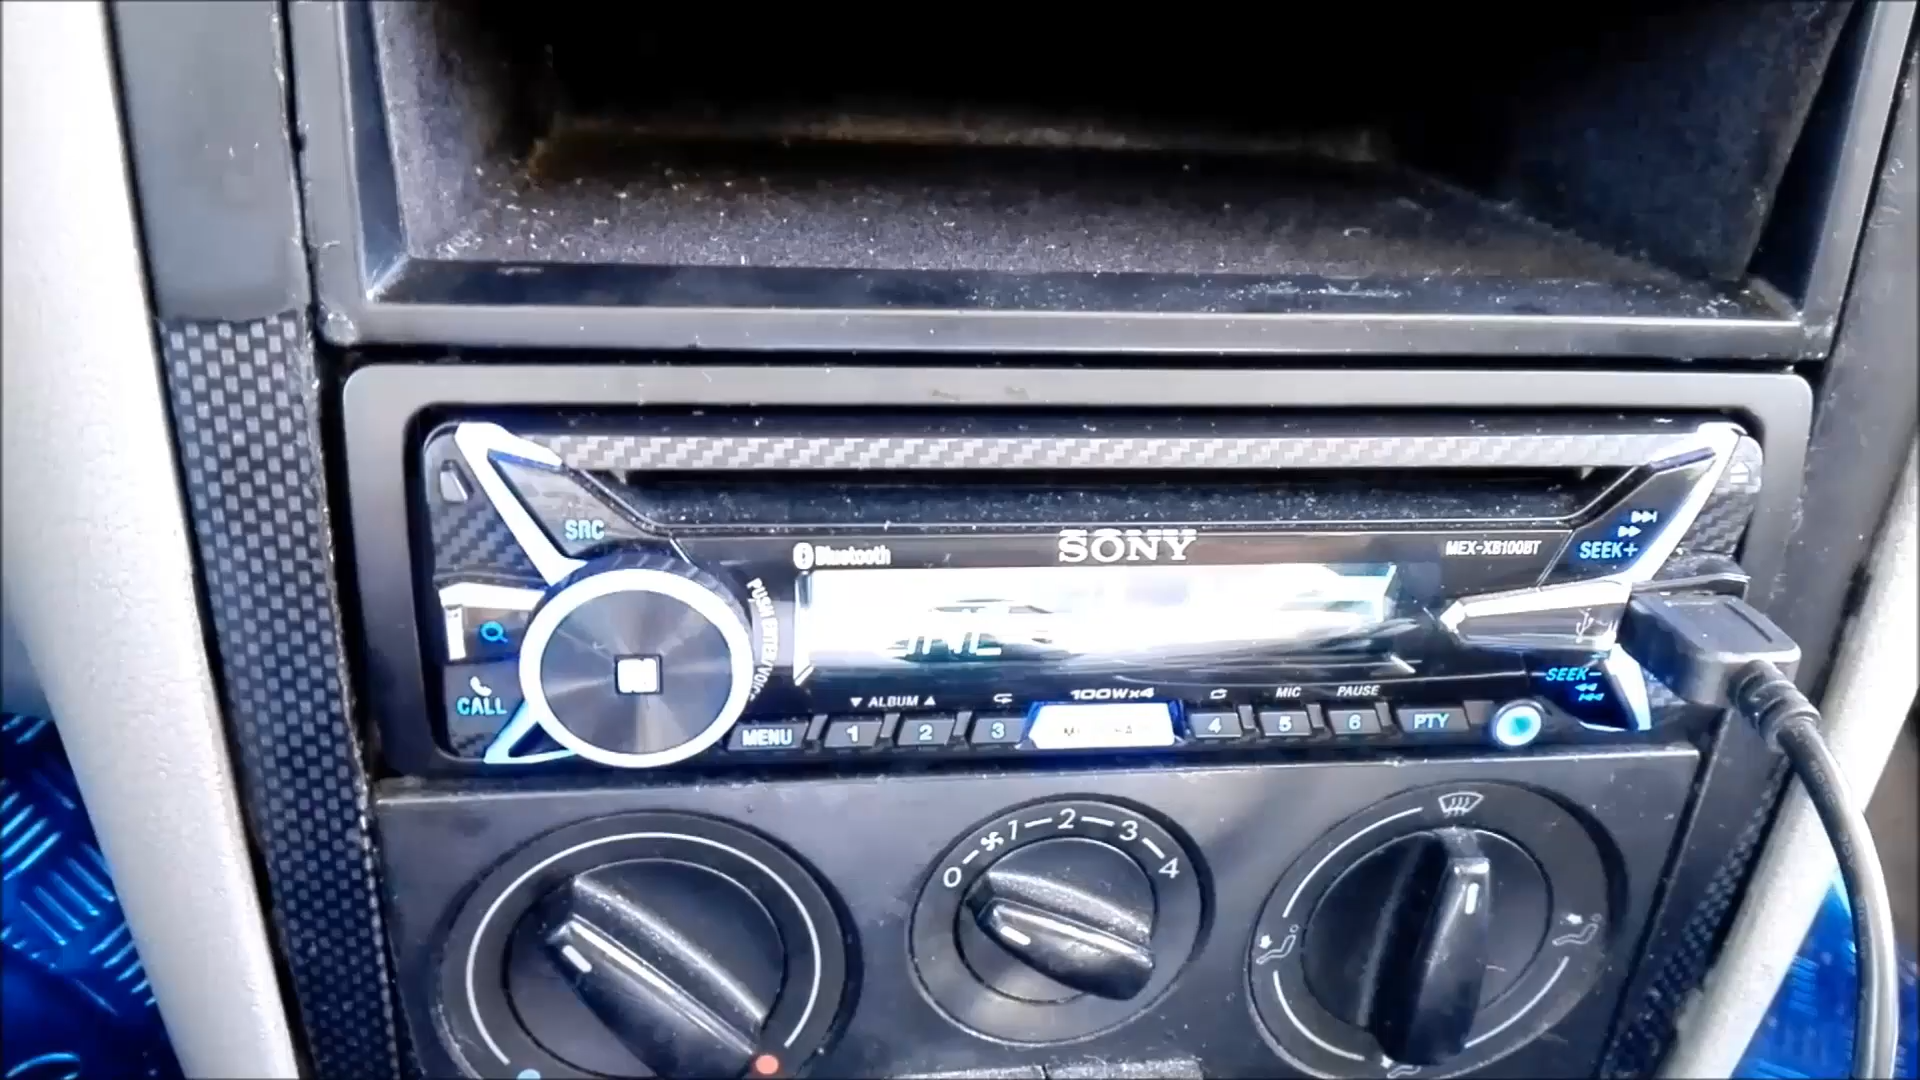 SRC
Bluetooth
SONY
MEX-XB100BT
SEEK+
PUSH ENTER/VOICE
CALL
SEEK-
ALBUM
100Wx4
MIC
PAUSE
MENU
1
2
3
4
5
6
PTY
0
1
2
3
4